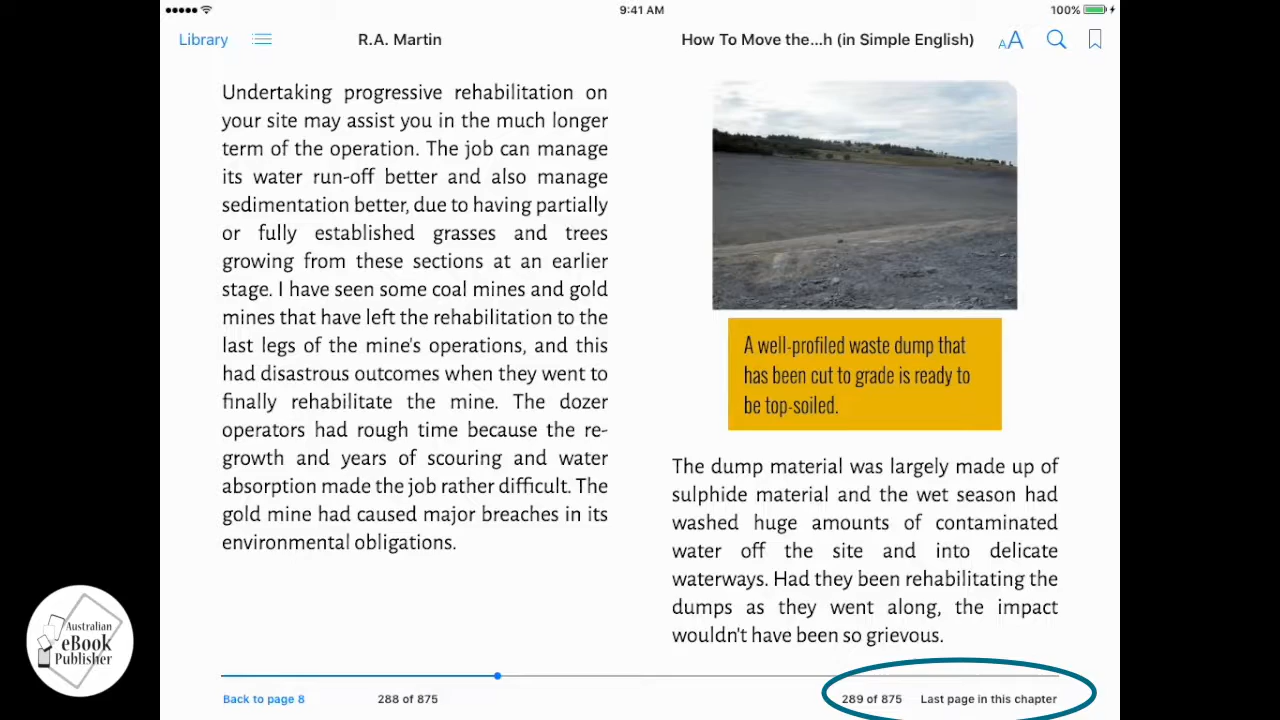 9:41 AM
100%
Library
R.A. Martin
How To Move the...h (in Simple English)
AA
Undertaking progressive rehabilitation on
your site may assist you in the much longer
term of the operation. The job can manage
its water run-off better and also manage
sedimentation better, due to having partially
or fully established grasses and trees
growing from these sections at an earlier
stage. I have seen some coal mines and gold
mines that have left the rehabilitation to the
last legs of the mine's operations, and this
had disastrous outcomes when they went to
finally rehabilitate the mine. The dozer
operators had rough time because the re-
growth and years of scouring and water
absorption made the job rather difficult. The
gold mine had caused major breaches in its
environmental obligations.
A well-profiled waste dump that
has been cut to grade is ready to
be top-soiled.
The dump material was largely made up of
sulphide material and the wet season had
washed huge amounts of contaminated
water off the site and into delicate
waterways. Had they been rehabilitating the
dumps as they went along, the impact
wouldn't have been so grievous.
Back to page 8
288 of 875
289 of 875
Last page in this chapter
Australian
eBook
Publisher